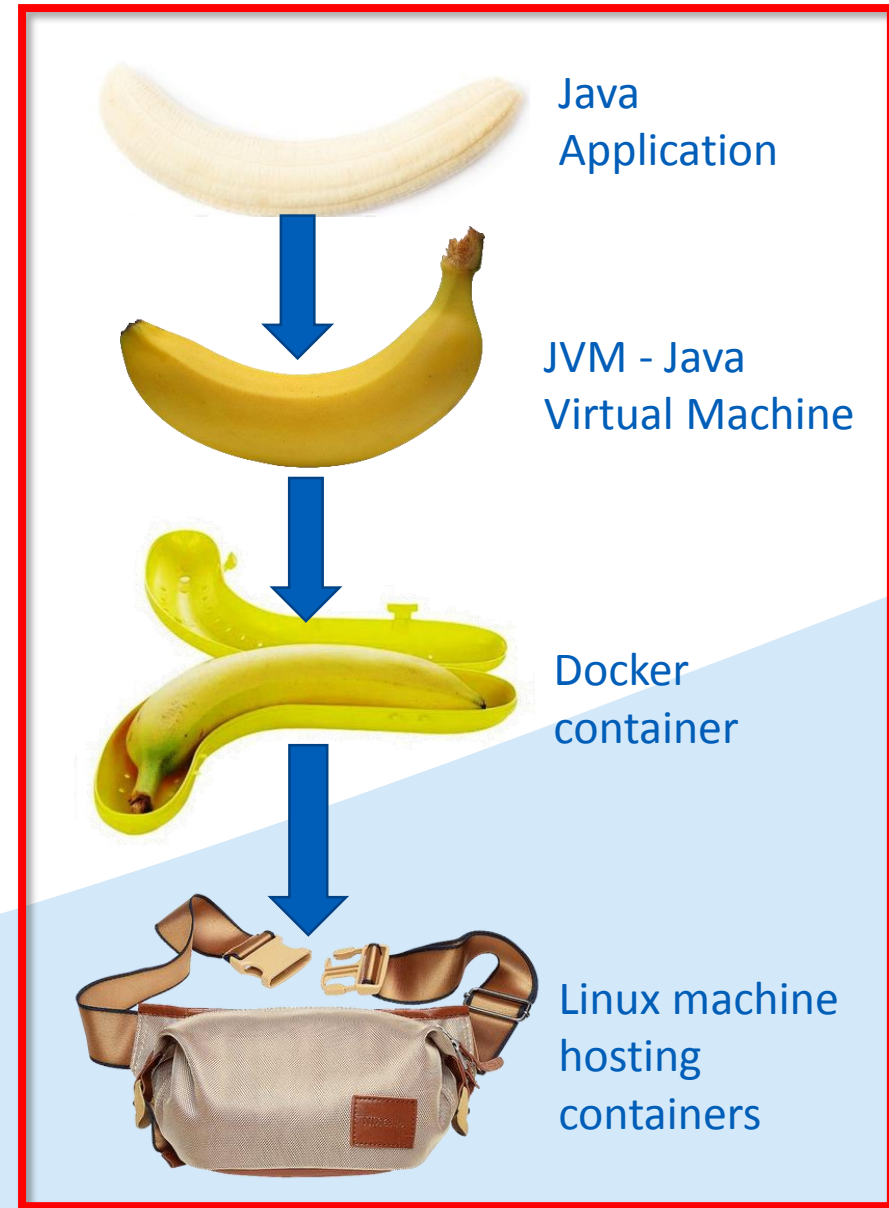 Java
Application
JVM - Java
Virtual Machine
Docker
container
Linux machine
hosting
containers